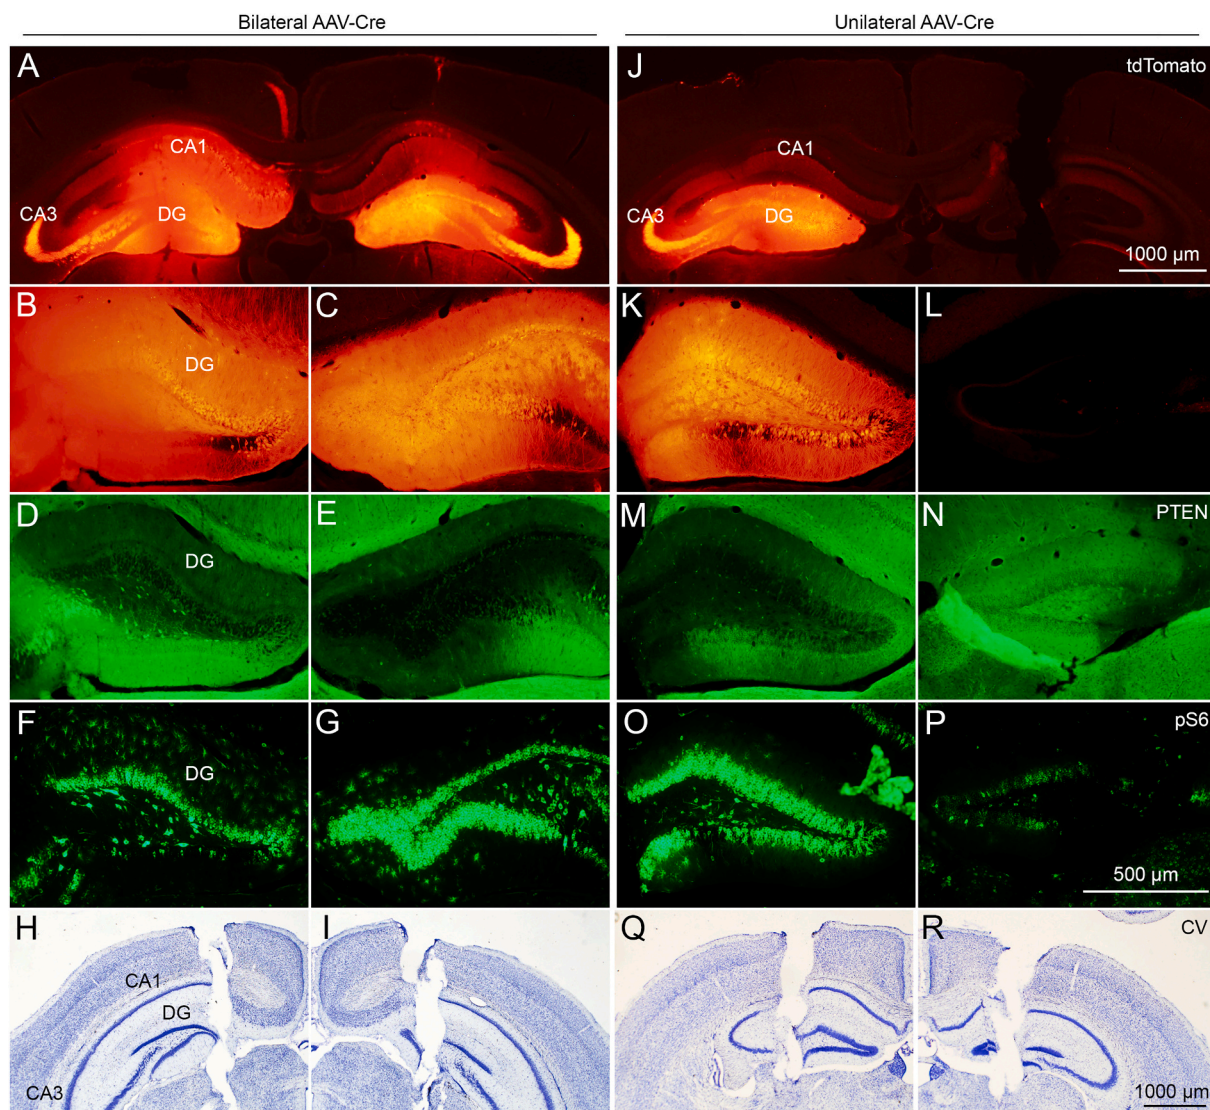 Bilateral AAV-Cre
Unilateral AAV-Cre
A
CA1
CA3
DG
J
tdTomato
CA1
CA3
DG
1000 µm
B
DG
C
K
L
D
DG
E
M
N
PTEN
F
DG
G
O
P
pS6
500 µm
H
CA1
DG
CA3
I
Q
R
CV
1000 µm